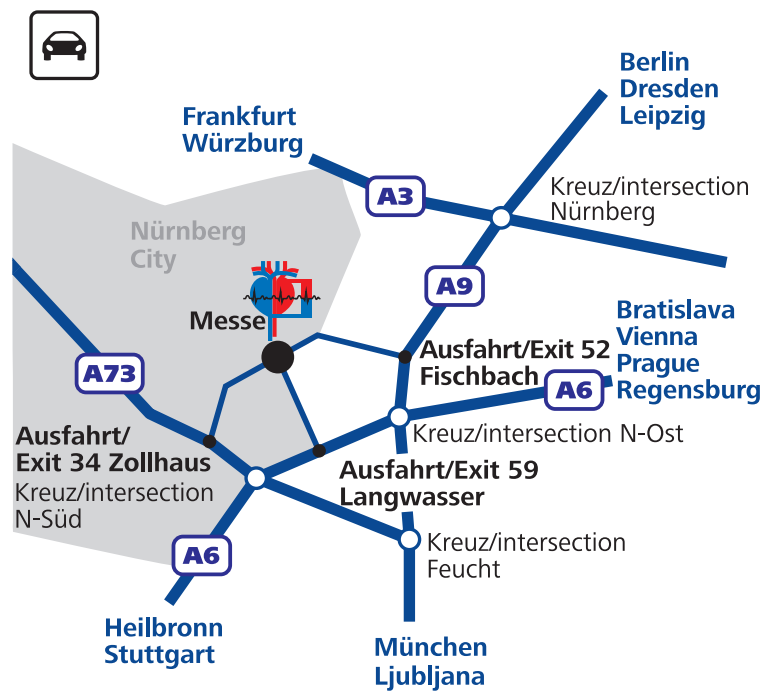 Berlin
Dresden
Leipzig
Frankfurt
Würzburg
A3
Kreuz/intersection
Nürnberg
Nürnberg
City
A9
Messe
Bratislava
Vienna
Prague
Regensburg
Ausfahrt/Exit 52
Fischbach
A73
A6
Ausfahrt/
Exit 34 Zollhaus
Kreuz/intersection
N-Süd
Kreuz/intersection N-Ost
Ausfahrt/Exit 59
Langwasser
A6
Kreuz/intersection
Feucht
Heilbronn
Stuttgart
München
Ljubljana